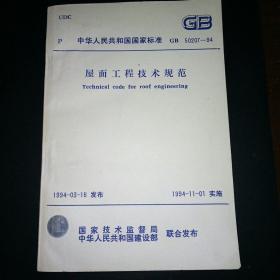 UDC
GB
P 中华人民共和国国家标准 GB 50207—94
屋面工程技术规范
Technical code for roof engineering
1994-03-18 发布 1994-11-01 实施
国家技术监督局
中华人民共和国建设部 联合发布